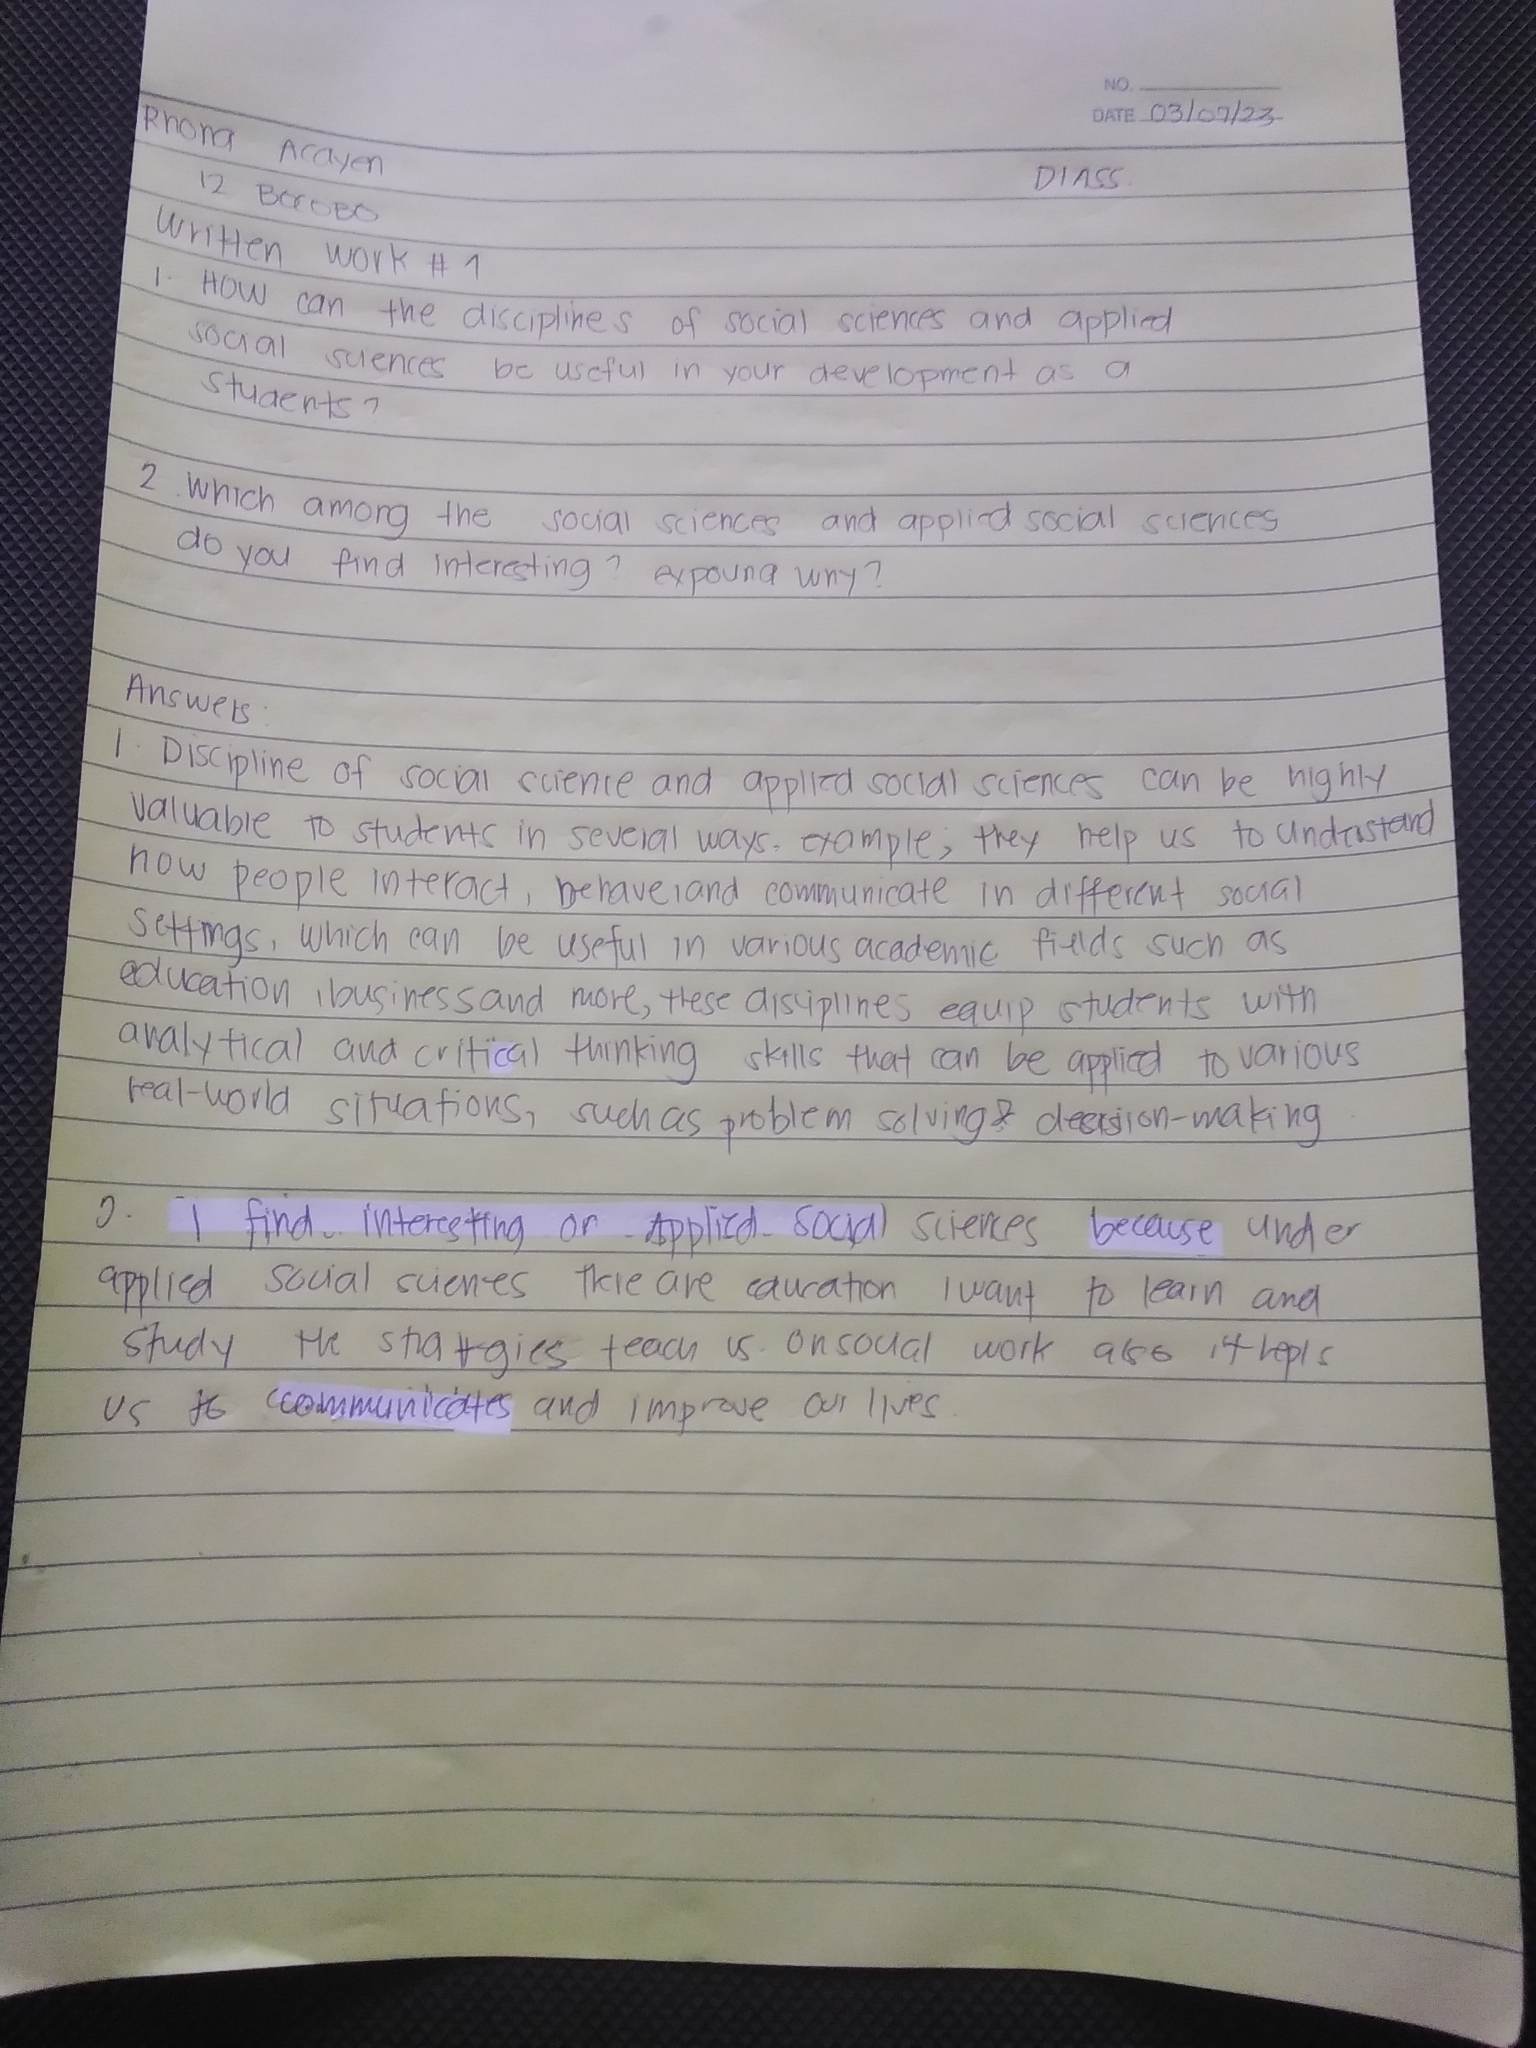 NO.
DATE 03/07/23
Rhona Acayen
DIASS.
12 Borobo
Written work # 1
1. How can the disciplines of social sciences and applied
social sciences be useful in your development as a
students?
2. Which among the social sciences and applied social sciences
do you find interesting? expound why?
Answers:
1. Discipline of social science and applied social sciences can be highly
valuable to students in several ways. example; they help us to understand
how people interact, behave, and communicate in different social
settings, which can be useful in various academic fields such as
education, business and more, these disciplines equip students with
analytical and critical thinking skills that can be applied to various
real-world situations, such as problem solving & decision-making
2. I find interesting on Applied Social sciences because under
applied social sciences there are education I want to learn and
study the strategies teach us on social work also it hepls
us to communicates and improve our lives.